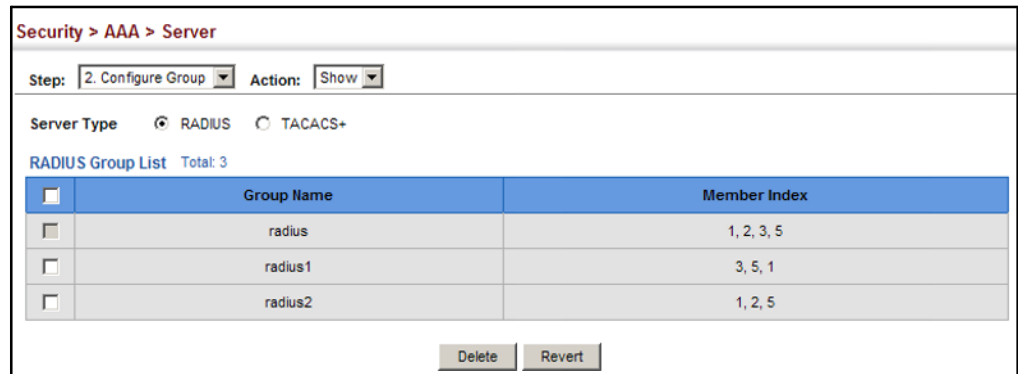 Security > AAA > Server
Step: 2. Configure Group Action: Show
Server Type RADIUS TACACS+
RADIUS Group List Total: 3
Group Name Member Index
radius 1, 2, 3, 5
radius1 3, 5, 1
radius2 1, 2, 5
Delete Revert